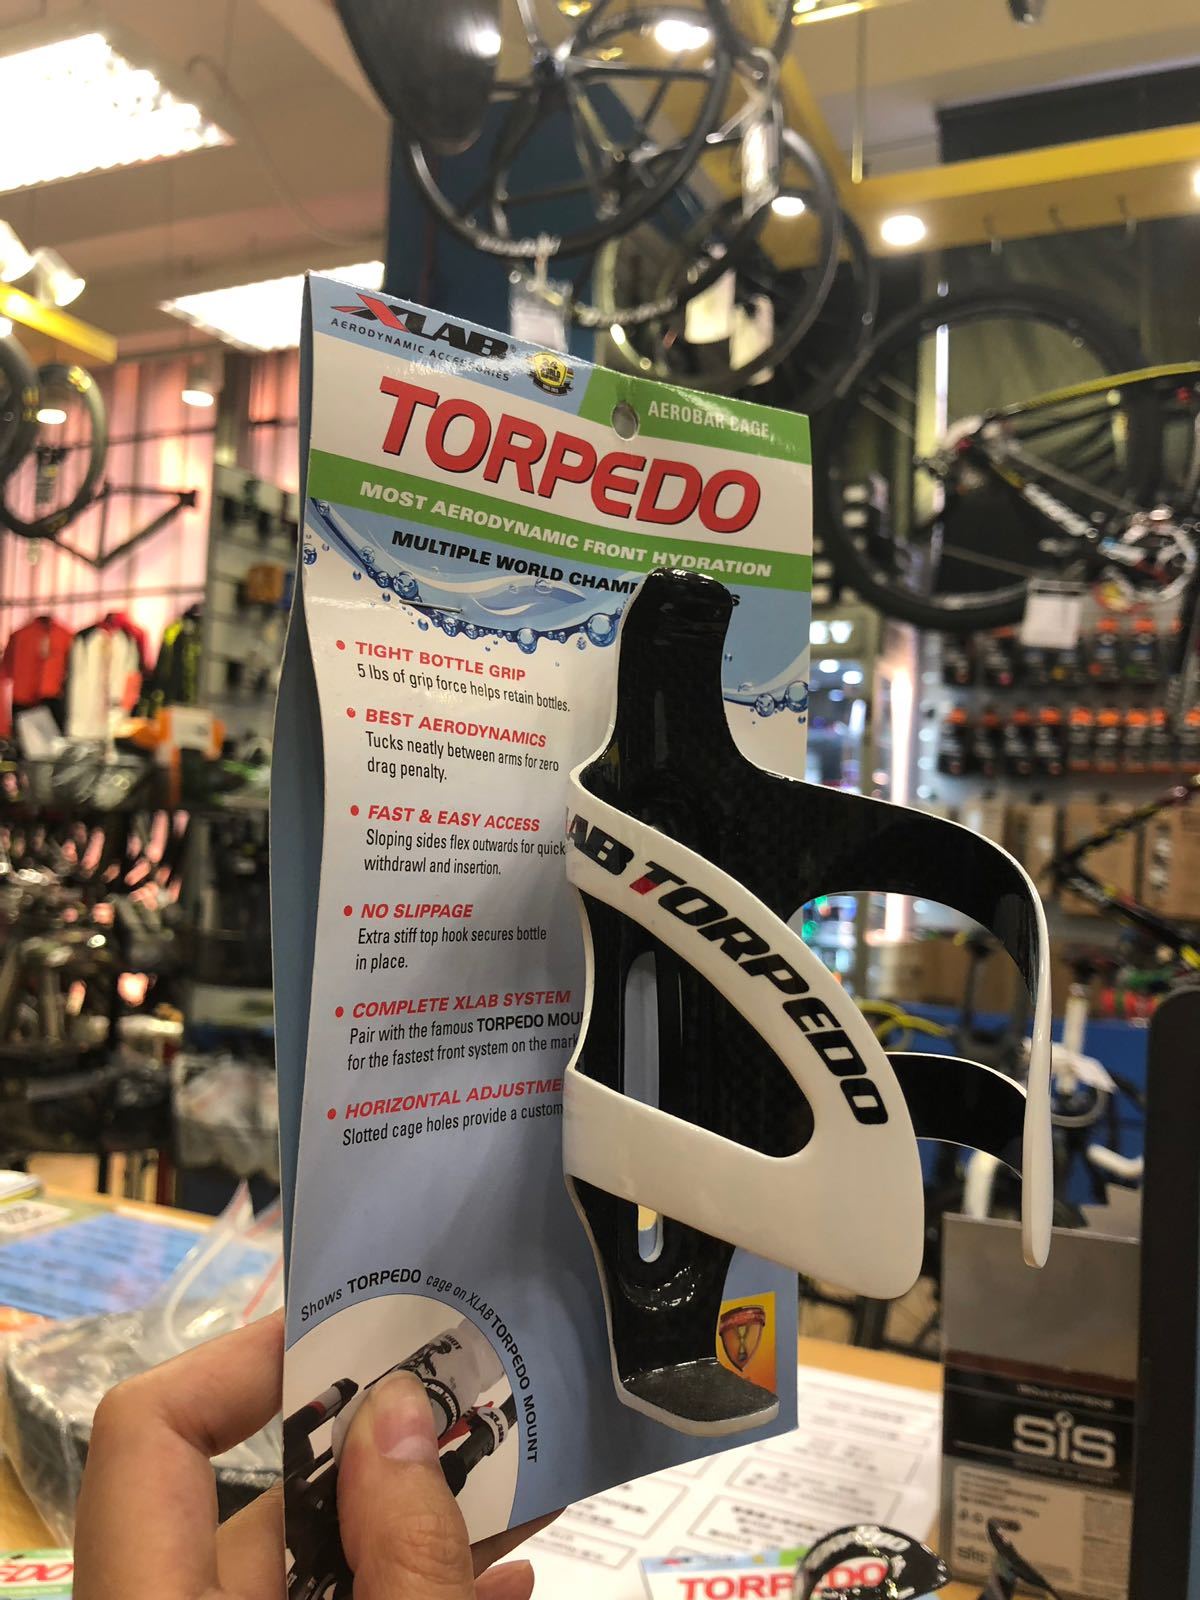 XLAB
AERODYNAMIC ACCESSORIES
AEROBAR CAGE
TORPEDO
MOST AERODYNAMIC FRONT HYDRATION
MULTIPLE WORLD CHAMP
• TIGHT BOTTLE GRIP
5 lbs of grip force helps retain bottles.
• BEST AERODYNAMICS
Tucks neatly between arms for zero
drag penalty.
• FAST & EASY ACCESS
Sloping sides flex outwards for quick
withdrawl and insertion.
• NO SLIPPAGE
Extra stiff top hook secures bottle
in place.
• COMPLETE XLAB SYSTEM
Pair with the famous TORPEDO MOU
for the fastest front system on the mark
• HORIZONTAL ADJUSTME
Slotted cage holes provide a custom
Shows TORPEDO cage on XLAB TORPEDO MOUNT
LAB TORPEDO
SiS
TORPEDO